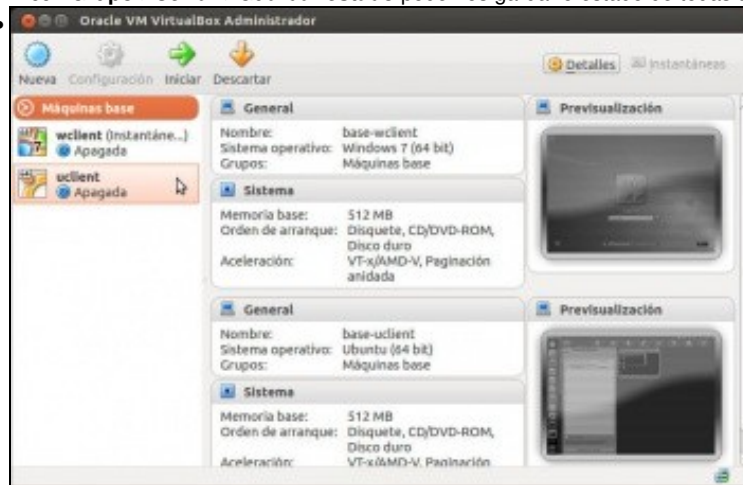 Oracle VM VirtualBox Administrador
Nueva Configuración Iniciar Descartar
Detalles Instantáneas
Máquinas base
wclient (Instantáne...)
Apagada
uclient
Apagada
General
Nombre: base-wclient
Sistema operativo: Windows 7 (64 bit)
Grupos: Máquinas base
Sistema
Memoria base: 512 MB
Orden de arranque: Disquete, CD/DVD-ROM,
Disco duro
Aceleración: VT-x/AMD-V, Paginación
anidada
Previsualización
General
Nombre: base-uclient
Sistema operativo: Ubuntu (64 bit)
Grupos: Máquinas base
Sistema
Memoria base: 512 MB
Orden de arranque: Disquete, CD/DVD-ROM,
Disco duro
Aceleración: VT-x/AMD-V, Paginación
Previsualización